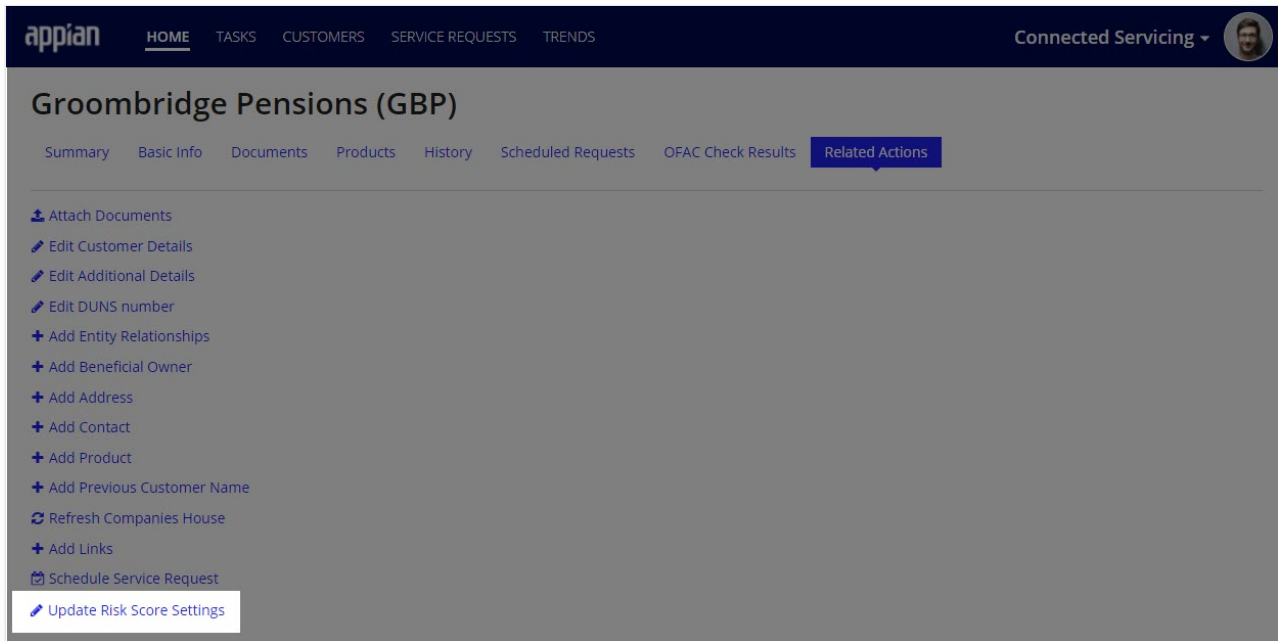 appian HOME TASKS CUSTOMERS SERVICE REQUESTS TRENDS Connected Servicing
Groombridge Pensions (GBP)
Summary Basic Info Documents Products History Scheduled Requests OFAC Check Results Related Actions
Attach Documents
Edit Customer Details
Edit Additional Details
Edit DUNS number
Add Entity Relationships
Add Beneficial Owner
Add Address
Add Contact
Add Product
Add Previous Customer Name
Refresh Companies House
Add Links
Schedule Service Request
Update Risk Score Settings